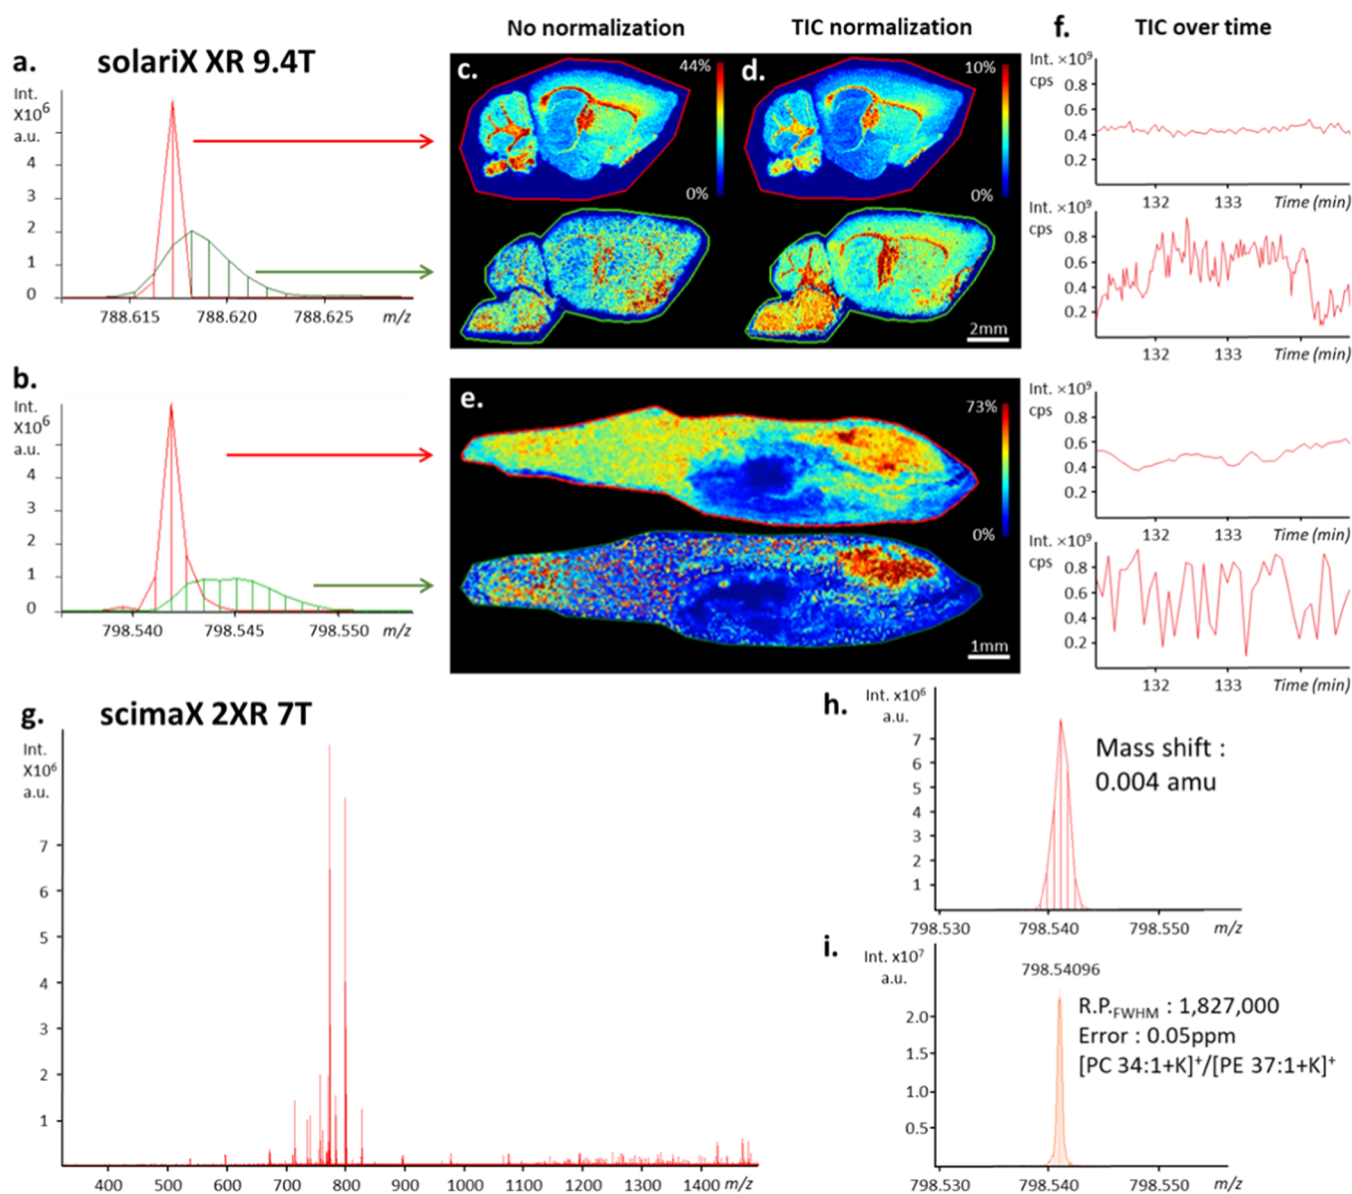 No normalization
TIC normalization
f.
TIC over time
a.
solariX XR 9.4T
Int.
X10⁶
a.u.
4
3
2
1
0
788.615
788.620
788.625
m/z
c.
44%
0%
d.
10%
0%
2mm
Int. ×10⁹
cps
0.8
0.6
0.4
0.2
132
133
Time (min)
Int. ×10⁹
cps
0.8
0.6
0.4
0.2
132
133
Time (min)
b.
Int.
X10⁶
a.u.
4
3
2
1
0
798.540
798.545
798.550
m/z
e.
73%
0%
1mm
Int. ×10⁹
cps
0.8
0.6
0.4
0.2
132
133
Time (min)
Int. ×10⁹
cps
0.8
0.6
0.4
0.2
132
133
Time (min)
g.
scimaX 2XR 7T
Int.
X10⁶
a.u.
7
6
5
4
3
2
1
400
500
600
700
800
900
1000
1100
1200
1300
1400
m/z
h.
Int. x10⁶
a.u.
7
6
5
4
3
2
1
Mass shift :
0.004 amu
798.530
798.540
798.550
m/z
i.
Int. x10⁷
a.u.
798.54096
2.0
1.5
1.0
0.5
R.P.FWHM : 1,827,000
Error : 0.05ppm
[PC 34:1+K]⁺/[PE 37:1+K]⁺
798.530
798.540
798.550
m/z